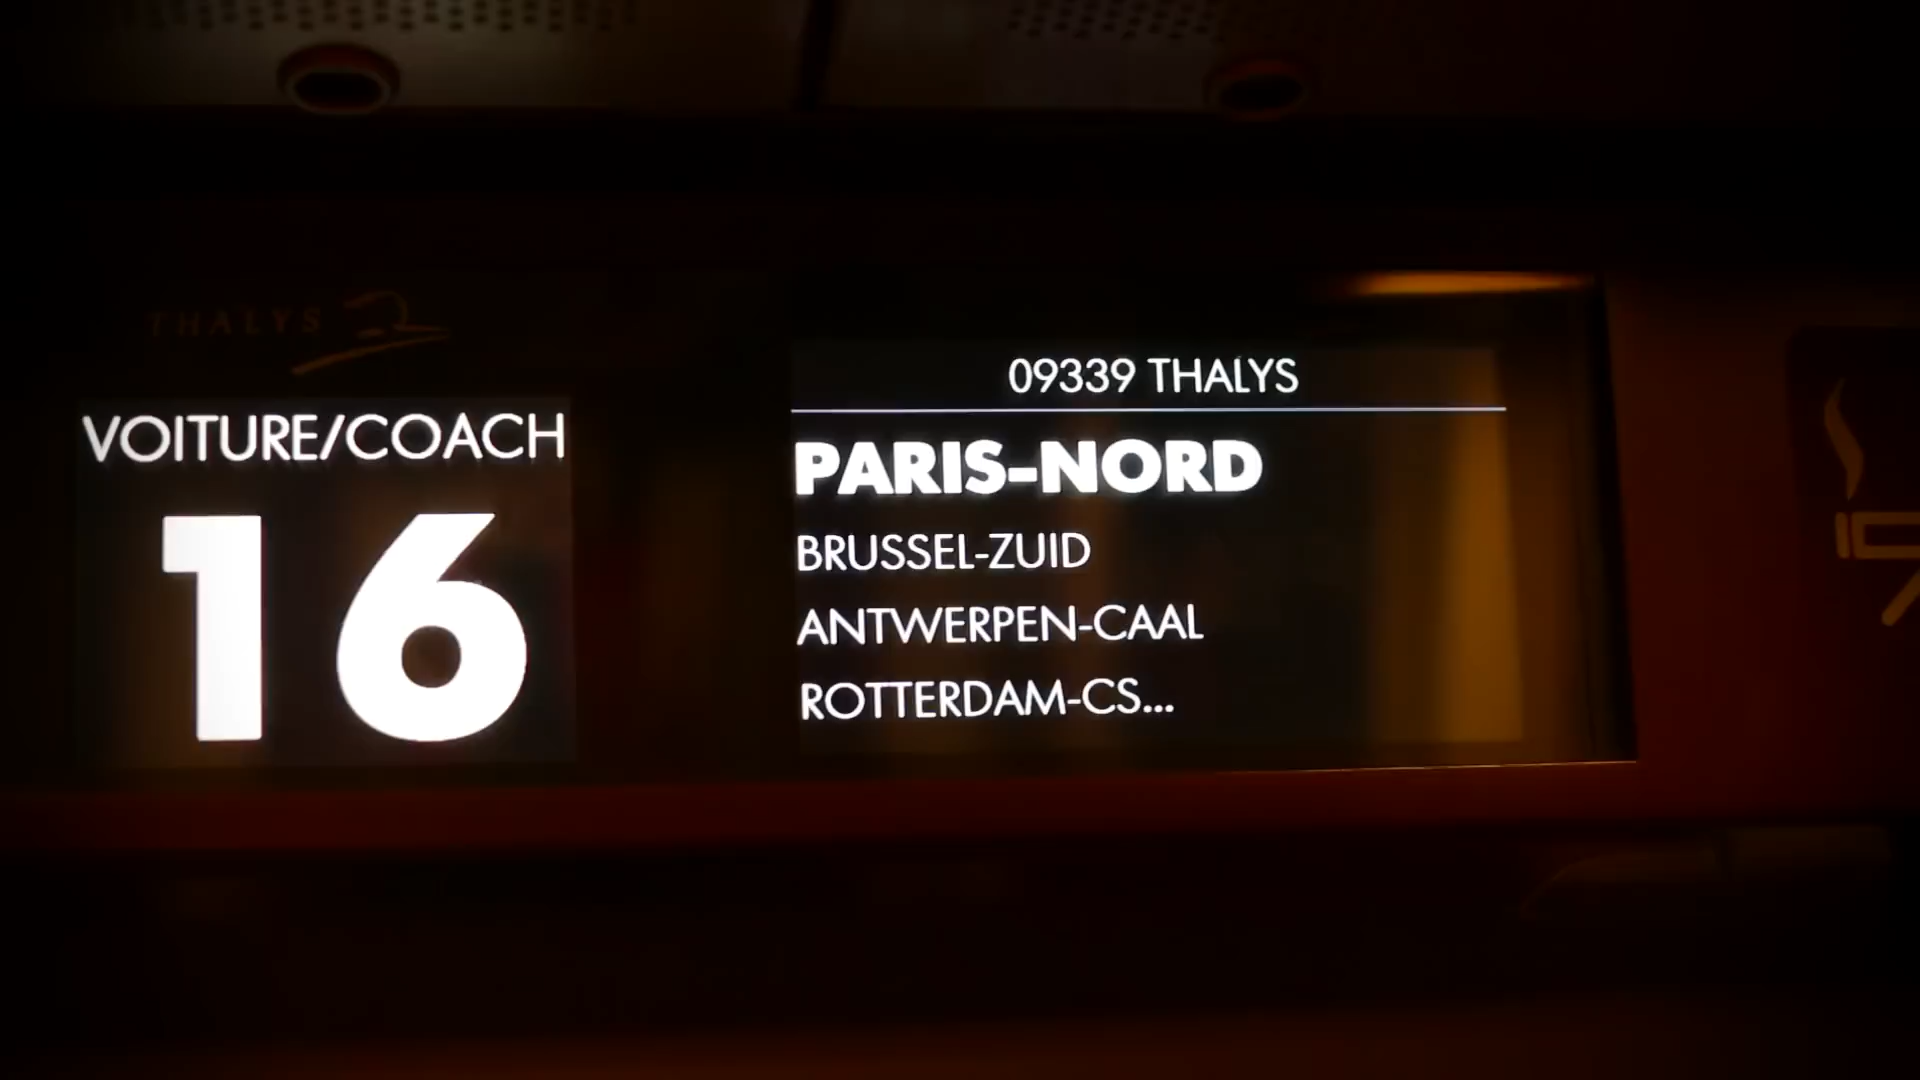 THALYS
VOITURE/COACH
16
09339 THALYS
PARIS-NORD
BRUSSEL-ZUID
ANTWERPEN-CAAL
ROTTERDAM-CS...